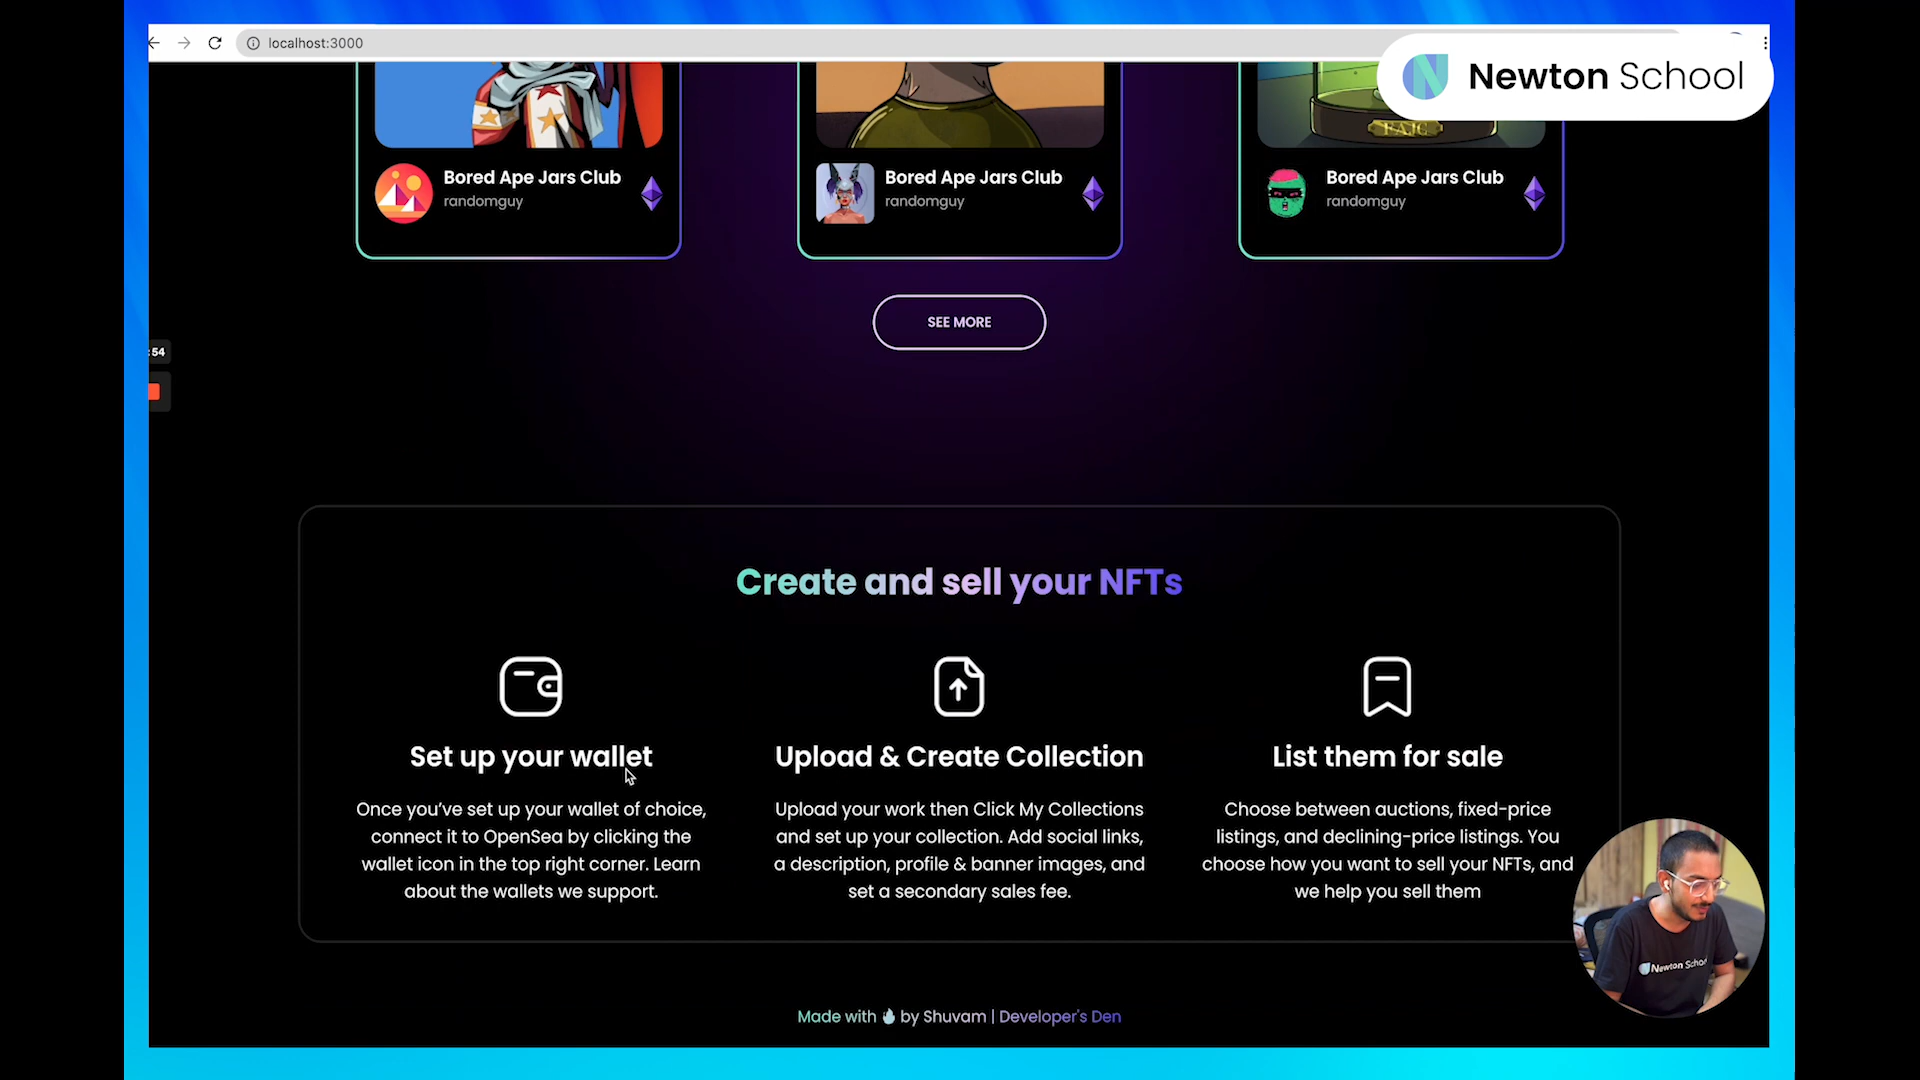 localhost:3000
Newton School
FAJC
Bored Ape Jars Club
randomguy
Bored Ape Jars Club
randomguy
Bored Ape Jars Club
randomguy
SEE MORE
:54
Create and sell your NFTs
Set up your wallet
Once you’ve set up your wallet of choice,
connect it to OpenSea by clicking the
wallet icon in the top right corner. Learn
about the wallets we support.
Upload & Create Collection
Upload your work then Click My Collections
and set up your collection. Add social links,
a description, profile & banner images, and
set a secondary sales fee.
List them for sale
Choose between auctions, fixed-price
listings, and declining-price listings. You
choose how you want to sell your NFTs, and
we help you sell them
Newton School
Made with by Shuvam | Developer's Den